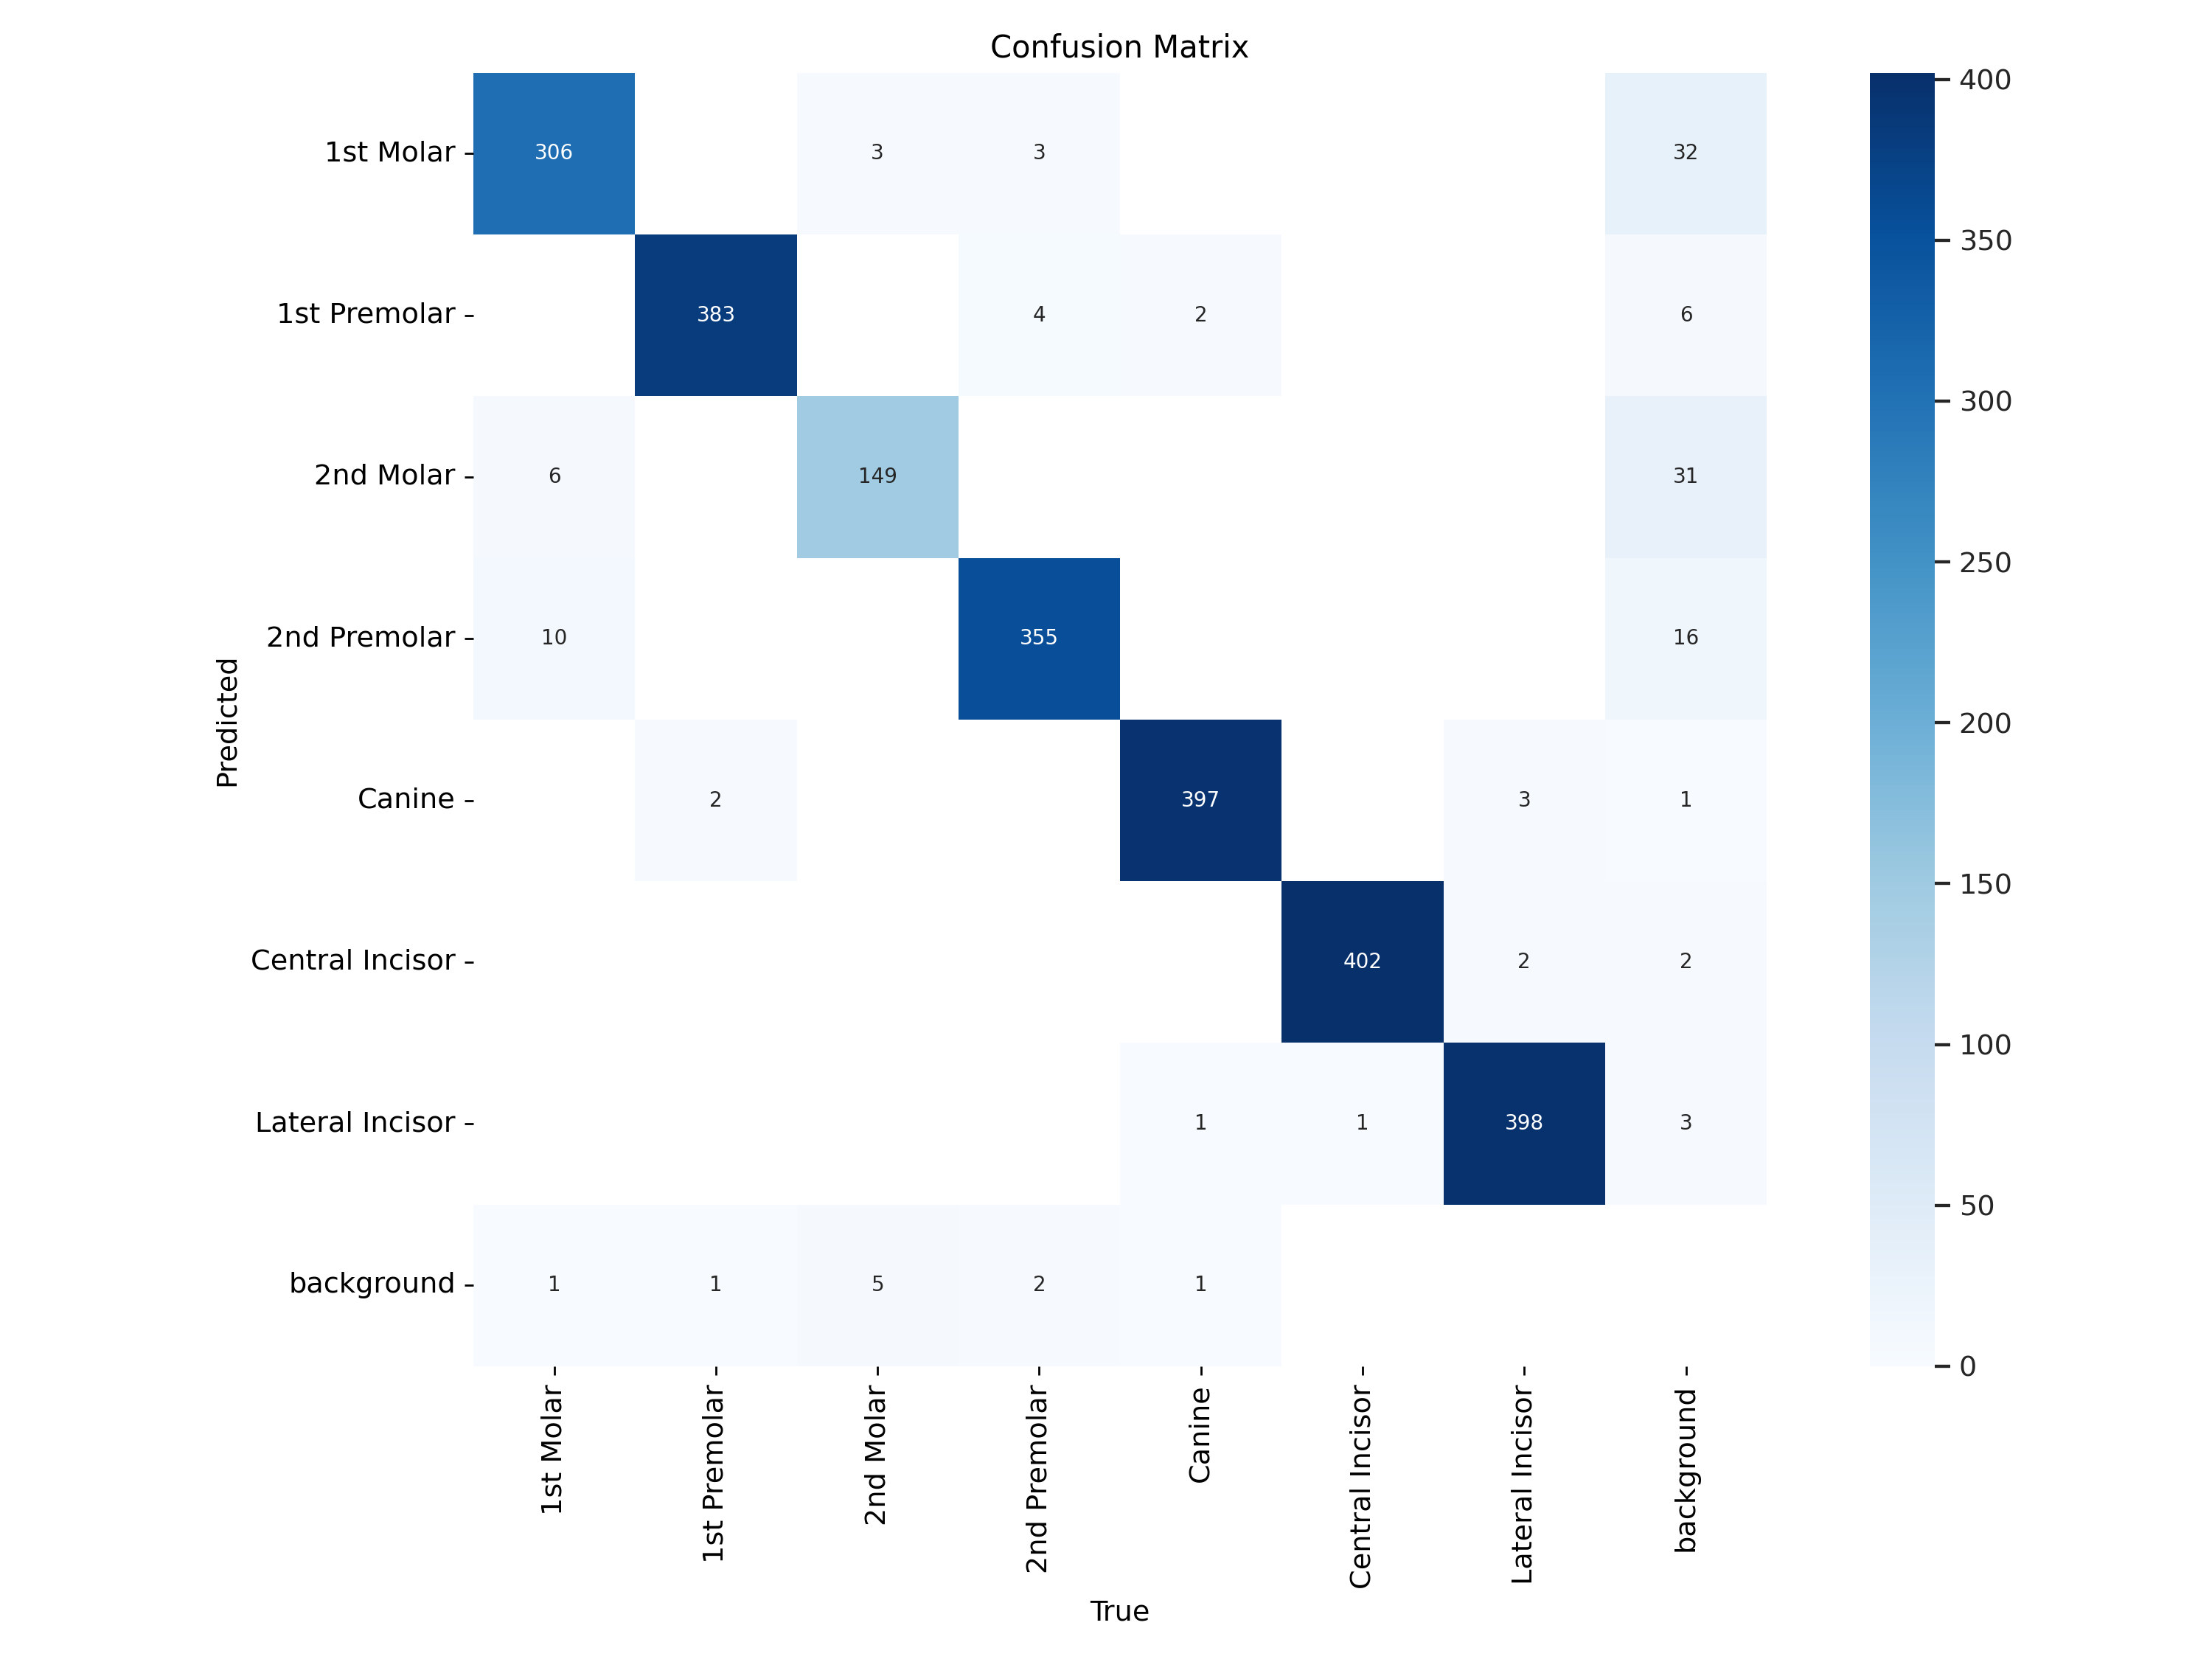 Confusion Matrix
1st Molar 306 3 3 32
1st Premolar 383 4 2 6
2nd Molar 6 149 31
2nd Premolar 10 355 16
Canine 2 397 3 1
Central Incisor 402 2 2
Lateral Incisor 1 1 398 3
background 1 1 5 2 1
Predicted
1st Molar
1st Premolar
2nd Molar
2nd Premolar
Canine
Central Incisor
Lateral Incisor
background
True
400
350
300
250
200
150
100
50
0